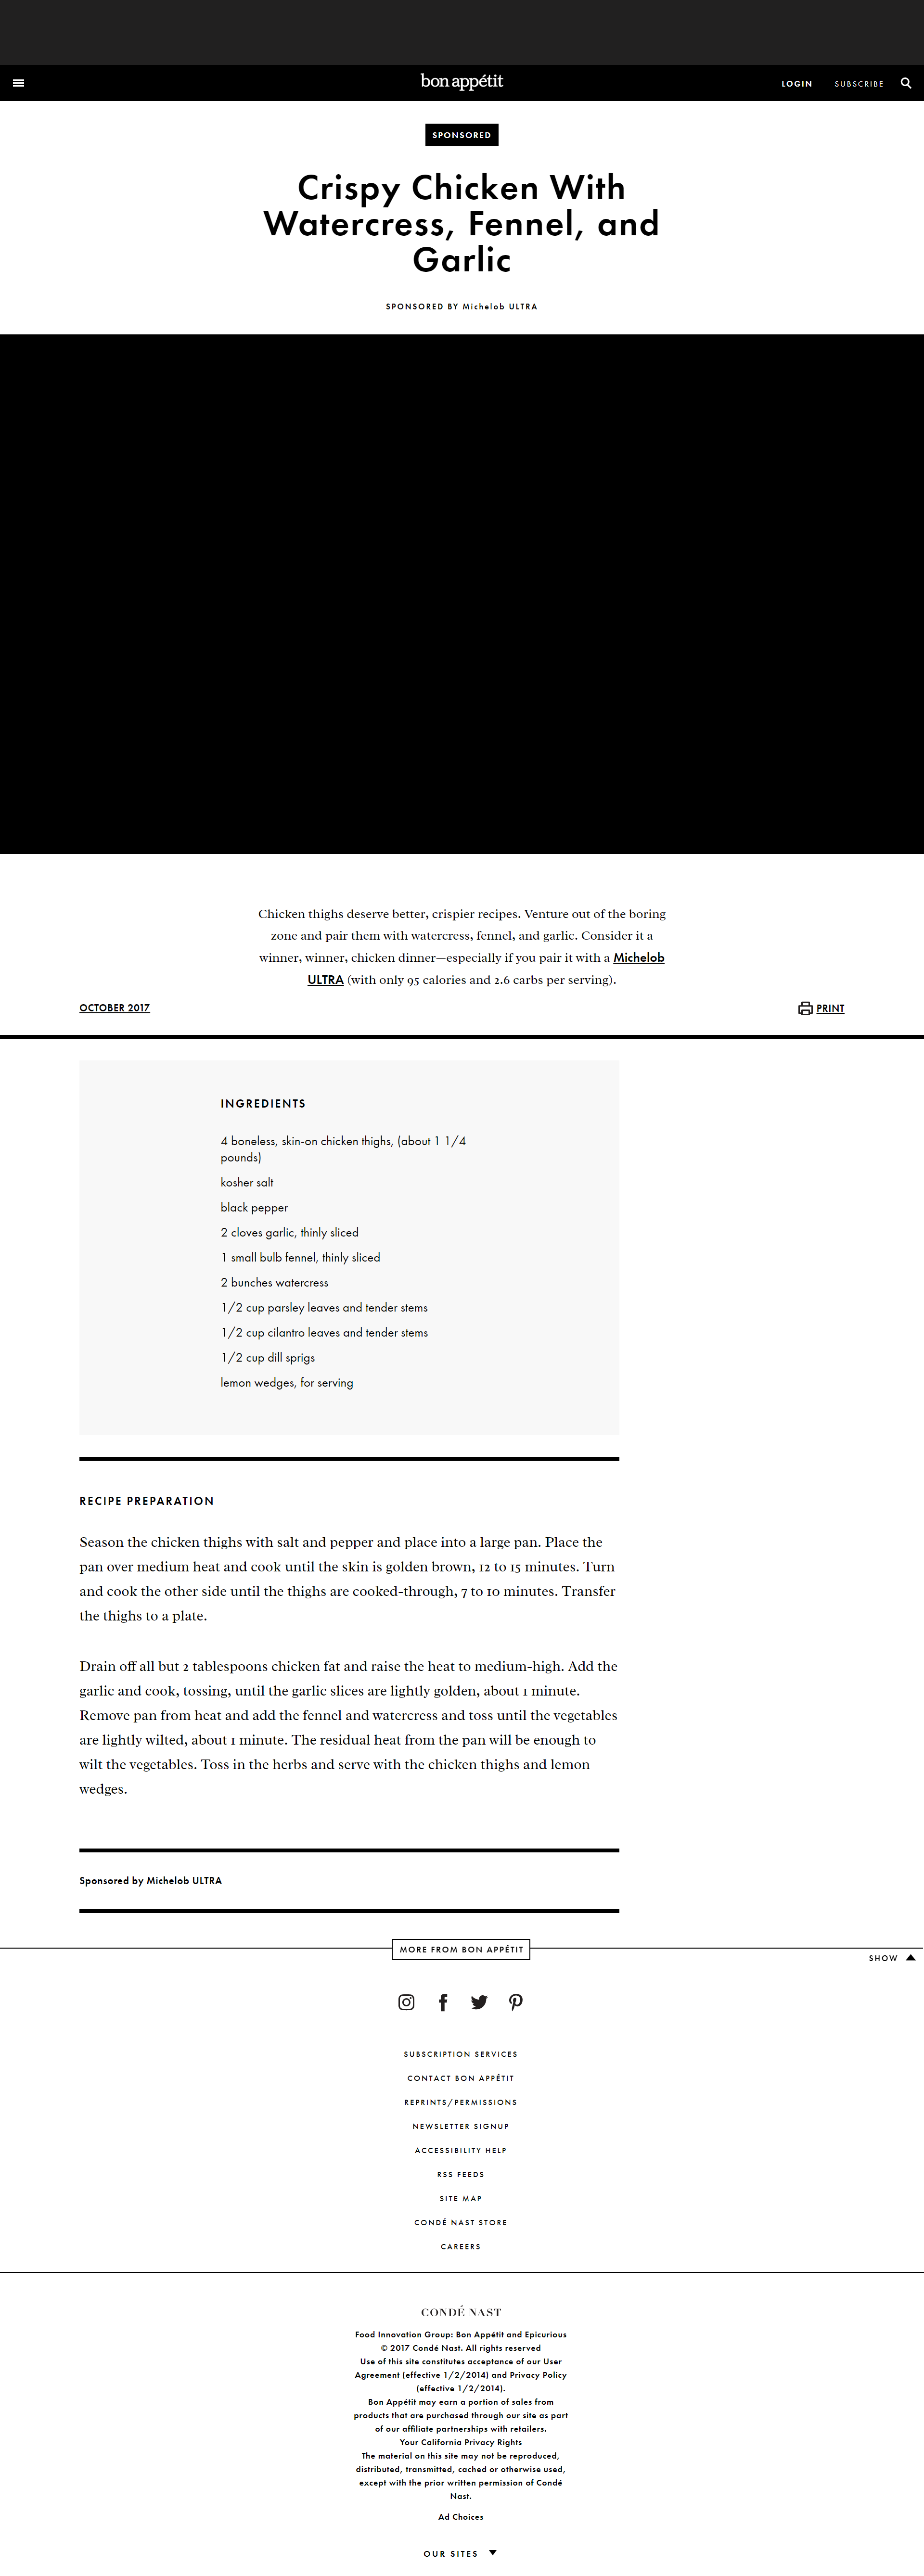 bon appétit
LOGIN
SUBSCRIBE
SPONSORED
Crispy Chicken With
Watercress, Fennel, and
Garlic
SPONSORED BY Michelob ULTRA
Chicken thighs deserve better, crispier recipes. Venture out of the boring
zone and pair them with watercress, fennel, and garlic. Consider it a
winner, winner, chicken dinner—especially if you pair it with a Michelob
ULTRA (with only 95 calories and 2.6 carbs per serving).
OCTOBER 2017
PRINT
INGREDIENTS
4 boneless, skin-on chicken thighs, (about 1 1/4
pounds)
kosher salt
black pepper
2 cloves garlic, thinly sliced
1 small bulb fennel, thinly sliced
2 bunches watercress
1/2 cup parsley leaves and tender stems
1/2 cup cilantro leaves and tender stems
1/2 cup dill sprigs
lemon wedges, for serving
RECIPE PREPARATION
Season the chicken thighs with salt and pepper and place into a large pan. Place the
pan over medium heat and cook until the skin is golden brown, 12 to 15 minutes. Turn
and cook the other side until the thighs are cooked-through, 7 to 10 minutes. Transfer
the thighs to a plate.
Drain off all but 2 tablespoons chicken fat and raise the heat to medium-high. Add the
garlic and cook, tossing, until the garlic slices are lightly golden, about 1 minute.
Remove pan from heat and add the fennel and watercress and toss until the vegetables
are lightly wilted, about 1 minute. The residual heat from the pan will be enough to
wilt the vegetables. Toss in the herbs and serve with the chicken thighs and lemon
wedges.
Sponsored by Michelob ULTRA
MORE FROM BON APPÉTIT
SHOW
SUBSCRIPTION SERVICES
CONTACT BON APPÉTIT
REPRINTS/PERMISSIONS
NEWSLETTER SIGNUP
ACCESSIBILITY HELP
RSS FEEDS
SITE MAP
CONDÉ NAST STORE
CAREERS
CONDÉ NAST
Food Innovation Group: Bon Appétit and Epicurious
© 2017 Condé Nast. All rights reserved
Use of this site constitutes acceptance of our User
Agreement (effective 1/2/2014) and Privacy Policy
(effective 1/2/2014).
Bon Appétit may earn a portion of sales from
products that are purchased through our site as part
of our affiliate partnerships with retailers.
Your California Privacy Rights
The material on this site may not be reproduced,
distributed, transmitted, cached or otherwise used,
except with the prior written permission of Condé
Nast.
Ad Choices
OUR SITES